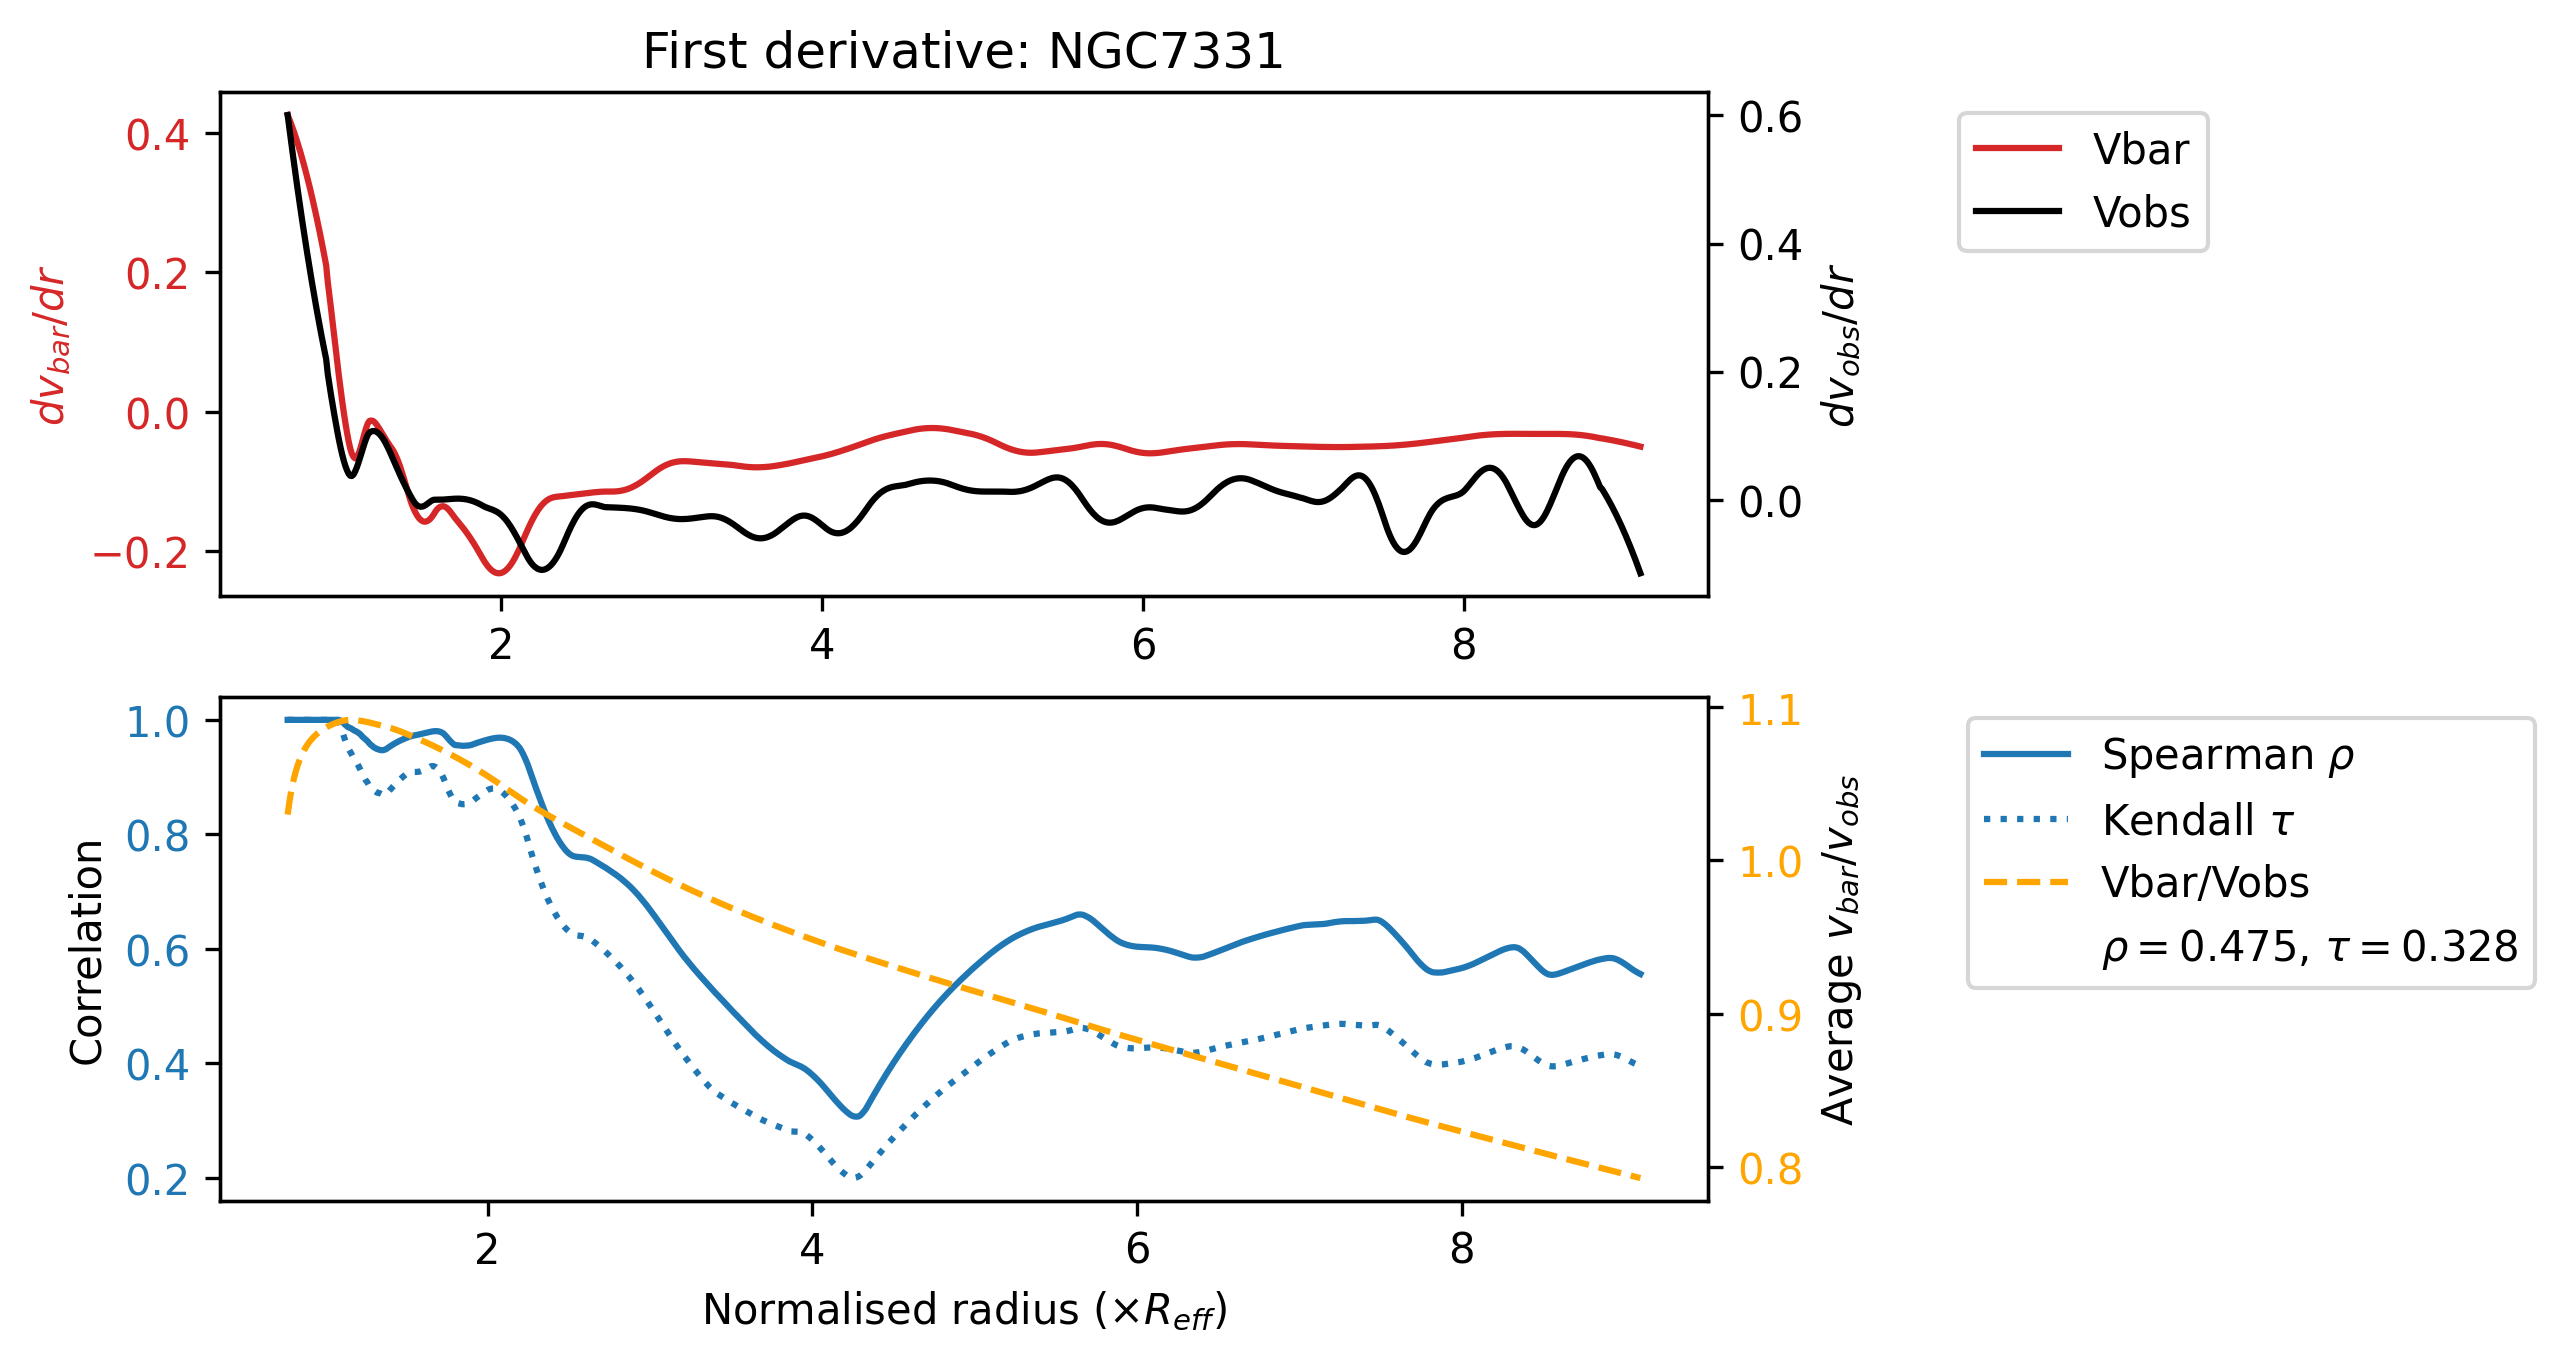 First derivative: NGC7331
0.4
0.2
0.0
−0.2
dv_bar/dr
0.6
0.4
0.2
0.0
dv_obs/dr
2 4 6 8
Vbar
Vobs
1.0
0.8
0.6
0.4
0.2
Correlation
1.1
1.0
0.9
0.8
Average v_bar/v_obs
2 4 6 8
Normalised radius (×R_eff)
Spearman ρ
Kendall τ
Vbar/Vobs
ρ = 0.475, τ = 0.328